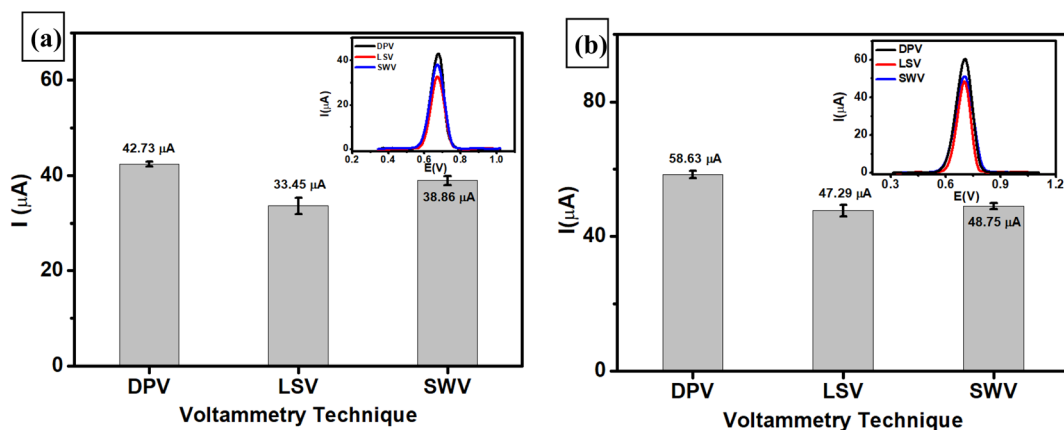 (a)
I (μA)
60
40
20
0
42.73 μA
33.45 μA
38.86 μA
DPV
LSV
SWV
Voltammetry Technique
DPV
LSV
SWV
I(μA)
40
20
0
0.2
0.4
0.6
0.8
1.0
E(V)
(b)
I(μA)
80
40
0
58.63 μA
47.29 μA
48.75 μA
DPV
LSV
SWV
Voltammetry Technique
DPV
LSV
SWV
I(μA)
60
40
20
0
0.3
0.6
0.9
1.2
E(V)